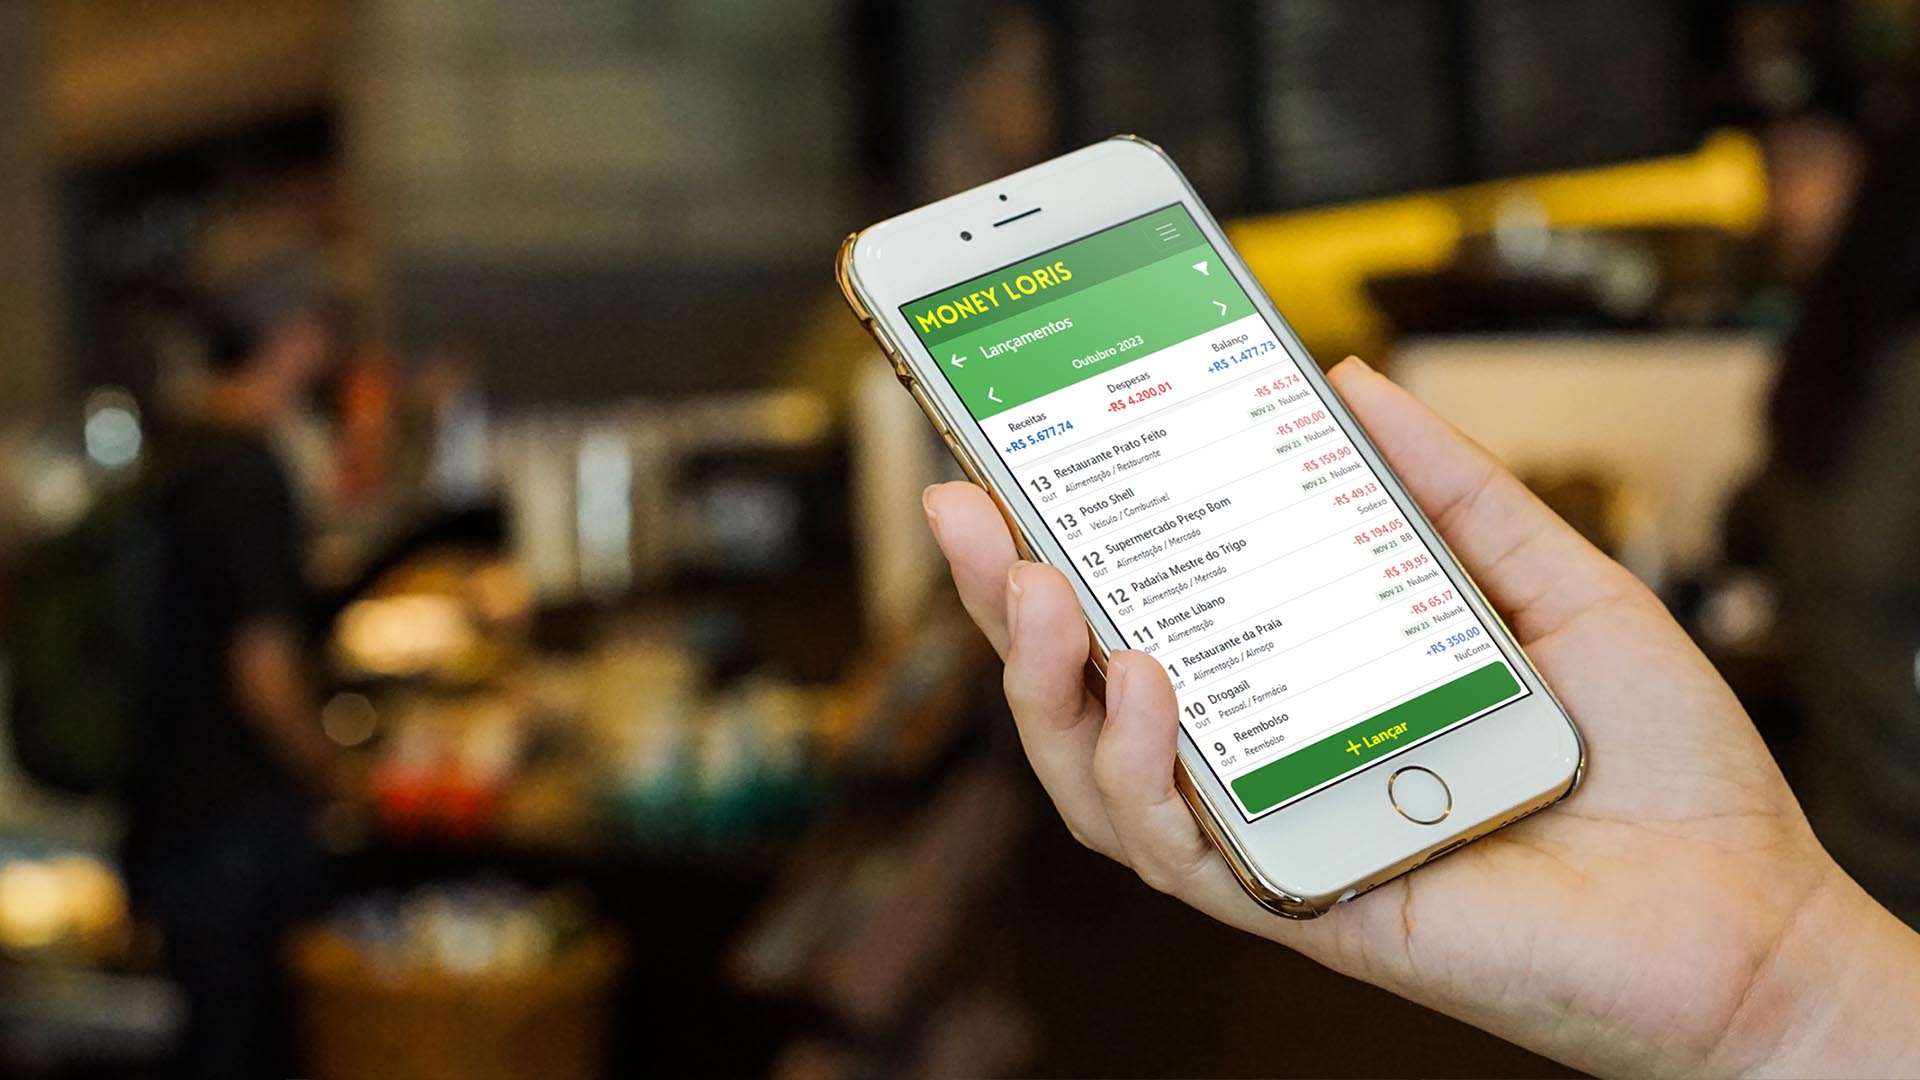 MONEY LORIS
Lançamentos
Outubro 2023
Receitas Despesas Balanço
+R$ 5.677,74 -R$ 4.200,01 +R$ 1.477,73
13 Restaurante Prato Feito -R$ 45,74
OUT Alimentação / Restaurante NOV 23 Nubank
13 Posto Shell -R$ 100,00
OUT Veículo / Combustível NOV 23 Nubank
12 Supermercado Preço Bom -R$ 159,90
OUT Alimentação / Mercado NOV 23 Nubank
12 Padaria Mestre do Trigo -R$ 49,13
OUT Alimentação / Mercado Sodexo
11 Monte Líbano -R$ 194,05
OUT Alimentação NOV 23 BB
1 Restaurante da Praia -R$ 39,95
UT Alimentação / Almoço NOV 23 Nubank
10 Drogasil -R$ 65,17
OUT Pessoal / Farmácia NOV 23 Nubank
9 Reembolso +R$ 350,00
OUT Reembolso NuConta
+ Lançar